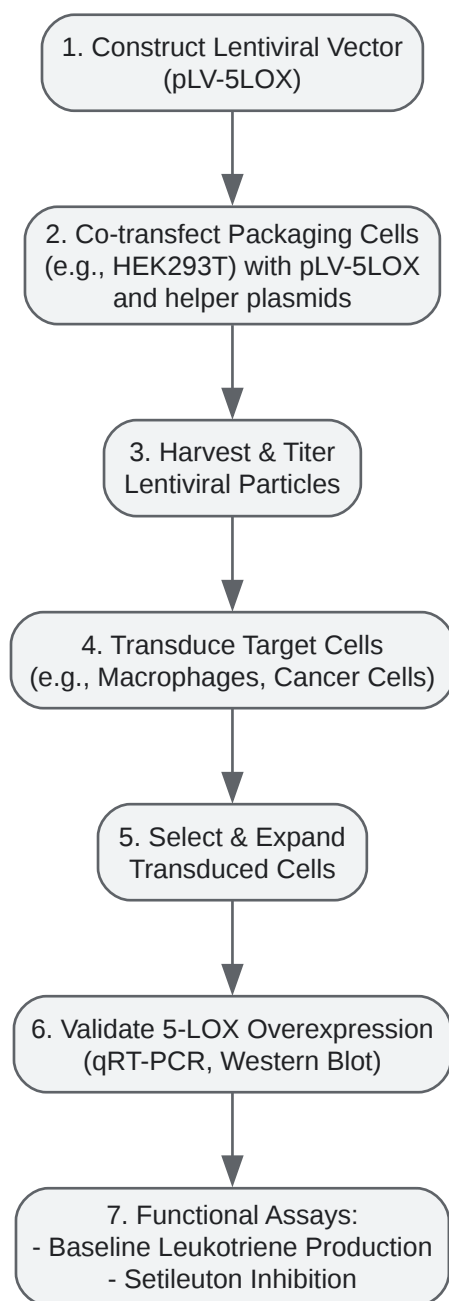 1. Construct Lentiviral Vector
(pLV-5LOX)
2. Co-transfect Packaging Cells
(e.g., HEK293T) with pLV-5LOX
and helper plasmids
3. Harvest & Titer
Lentiviral Particles
4. Transduce Target Cells
(e.g., Macrophages, Cancer Cells)
5. Select & Expand
Transduced Cells
6. Validate 5-LOX Overexpression
(qRT-PCR, Western Blot)
7. Functional Assays:
- Baseline Leukotriene Production
- Setileuton Inhibition